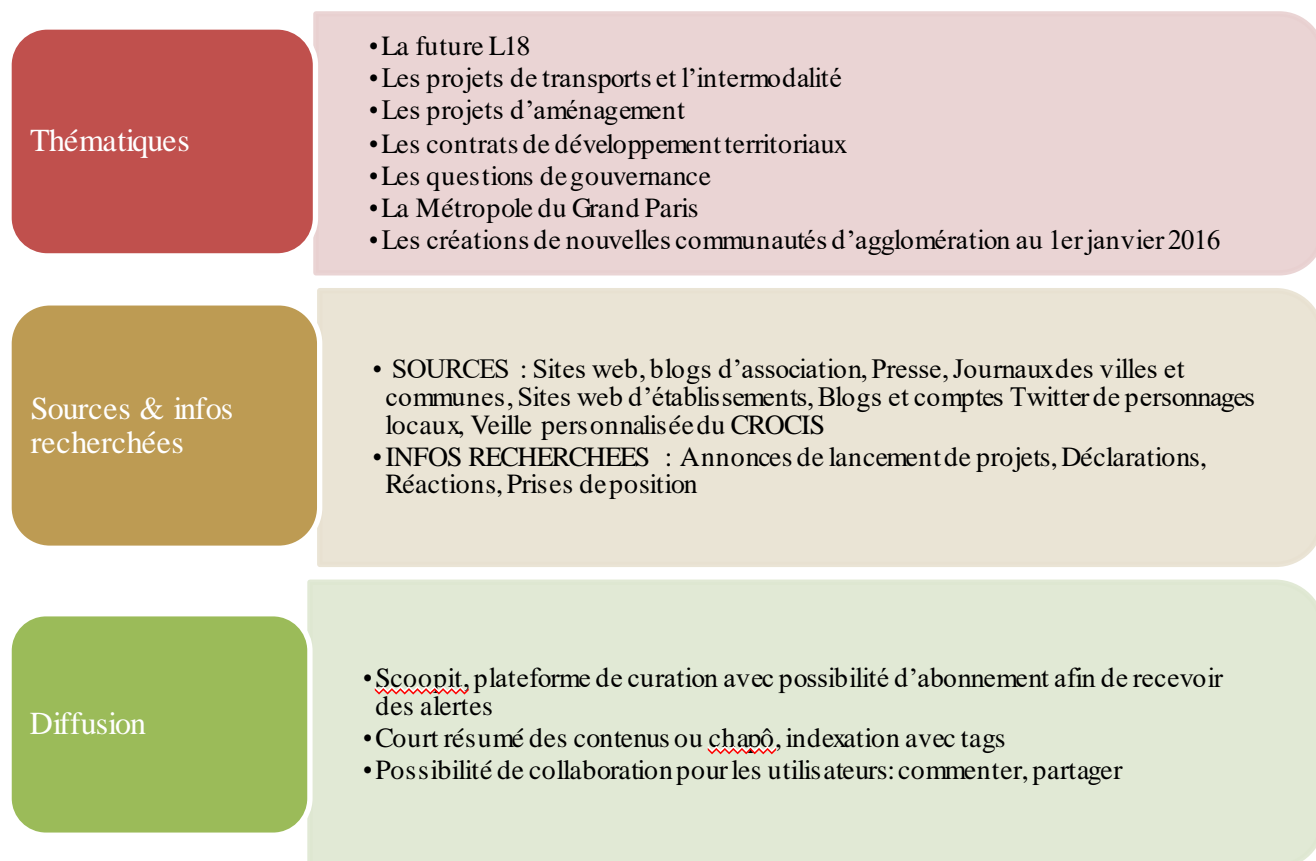 Thématiques
•La future L18
•Les projets de transports et l’intermodalité
•Les projets d’aménagement
•Les contrats de développement territoriaux
•Les questions de gouvernance
•La Métropole du Grand Paris
•Les créations de nouvelles communautés d’agglomération au 1er janvier 2016
Sources & infos
recherchées
• SOURCES : Sites web, blogs d’association, Presse, Journaux des villes et
communes, Sites web d’établissements, Blogs et comptes Twitter de personnages
locaux, Veille personnalisée du CROCIS
•INFOS RECHERCHEES : Annonces de lancement de projets, Déclarations,
Réactions, Prises de position
Diffusion
•Scoopit, plateforme de curation avec possibilité d’abonnement afin de recevoir
des alertes
•Court résumé des contenus ou chapô, indexation avec tags
•Possibilité de collaboration pour les utilisateurs: commenter, partager